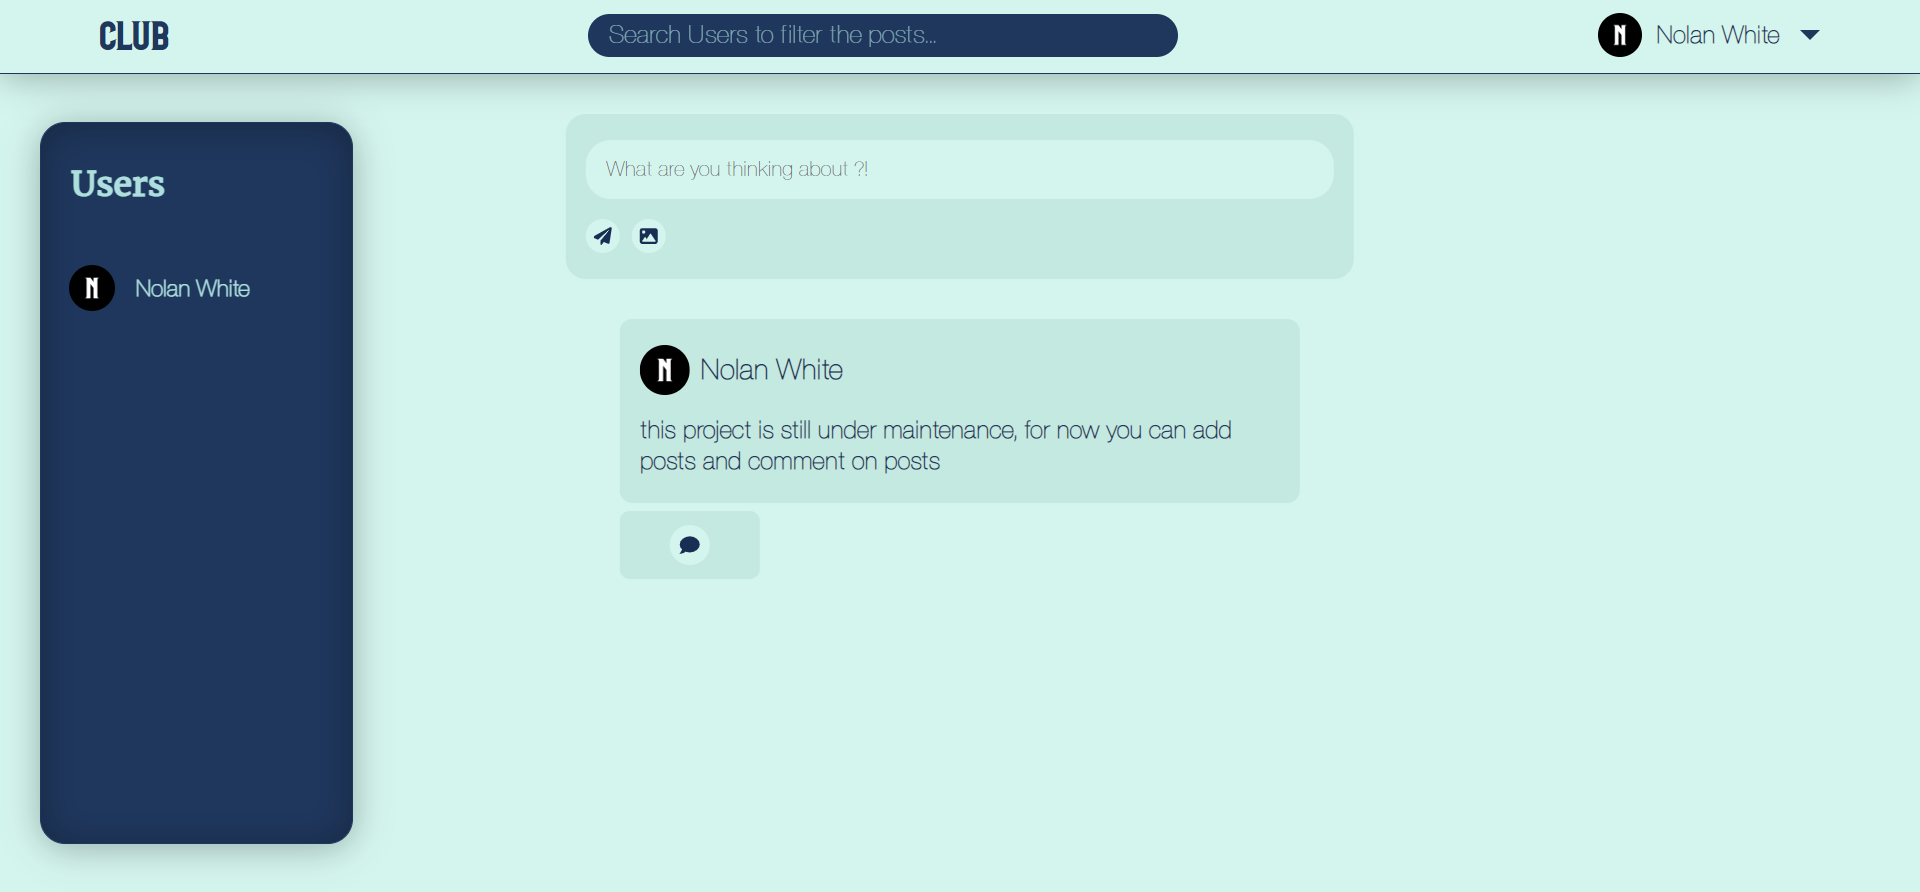 CLUB
Search Users to filter the posts...
N
Nolan White
Users
N
Nolan White
What are you thinking about ?!
N
Nolan White
this project is still under maintenance, for now you can add
posts and comment on posts